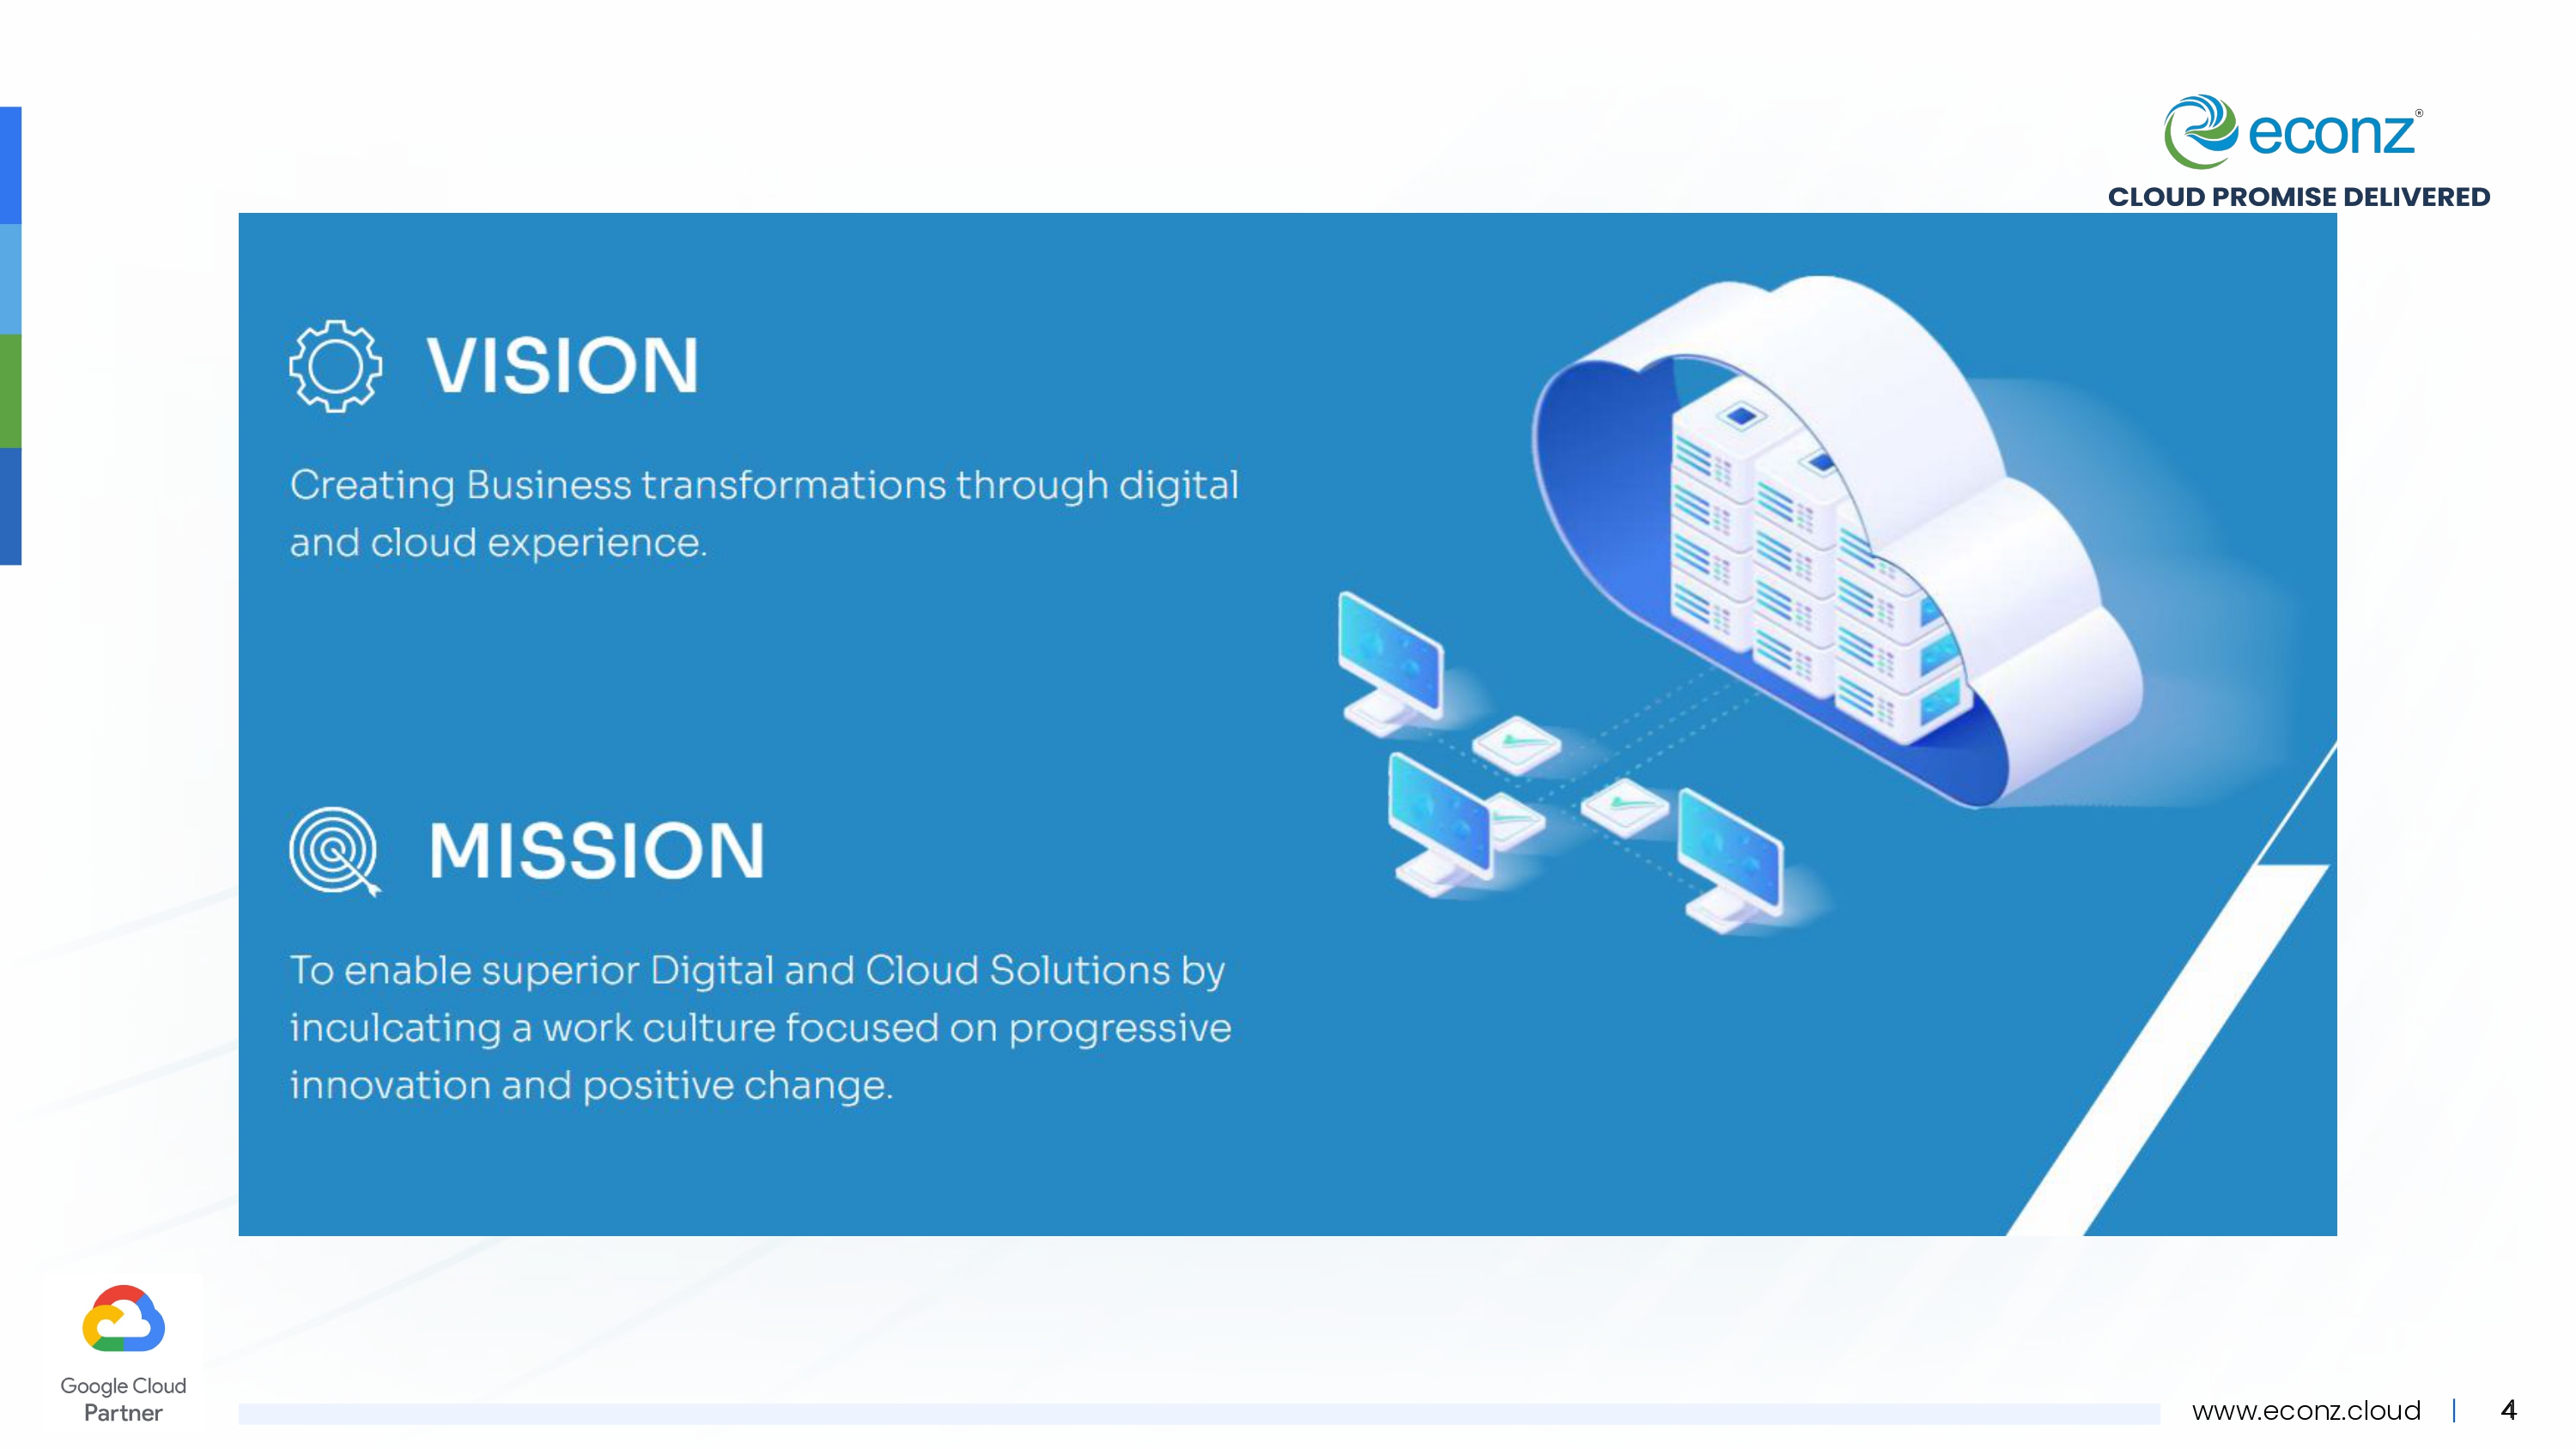 econz®
CLOUD PROMISE DELIVERED
VISION
Creating Business transformations through digital
and cloud experience.
MISSION
To enable superior Digital and Cloud Solutions by
inculcating a work culture focused on progressive
innovation and positive change.
Google Cloud
Partner
www.econz.cloud | 4